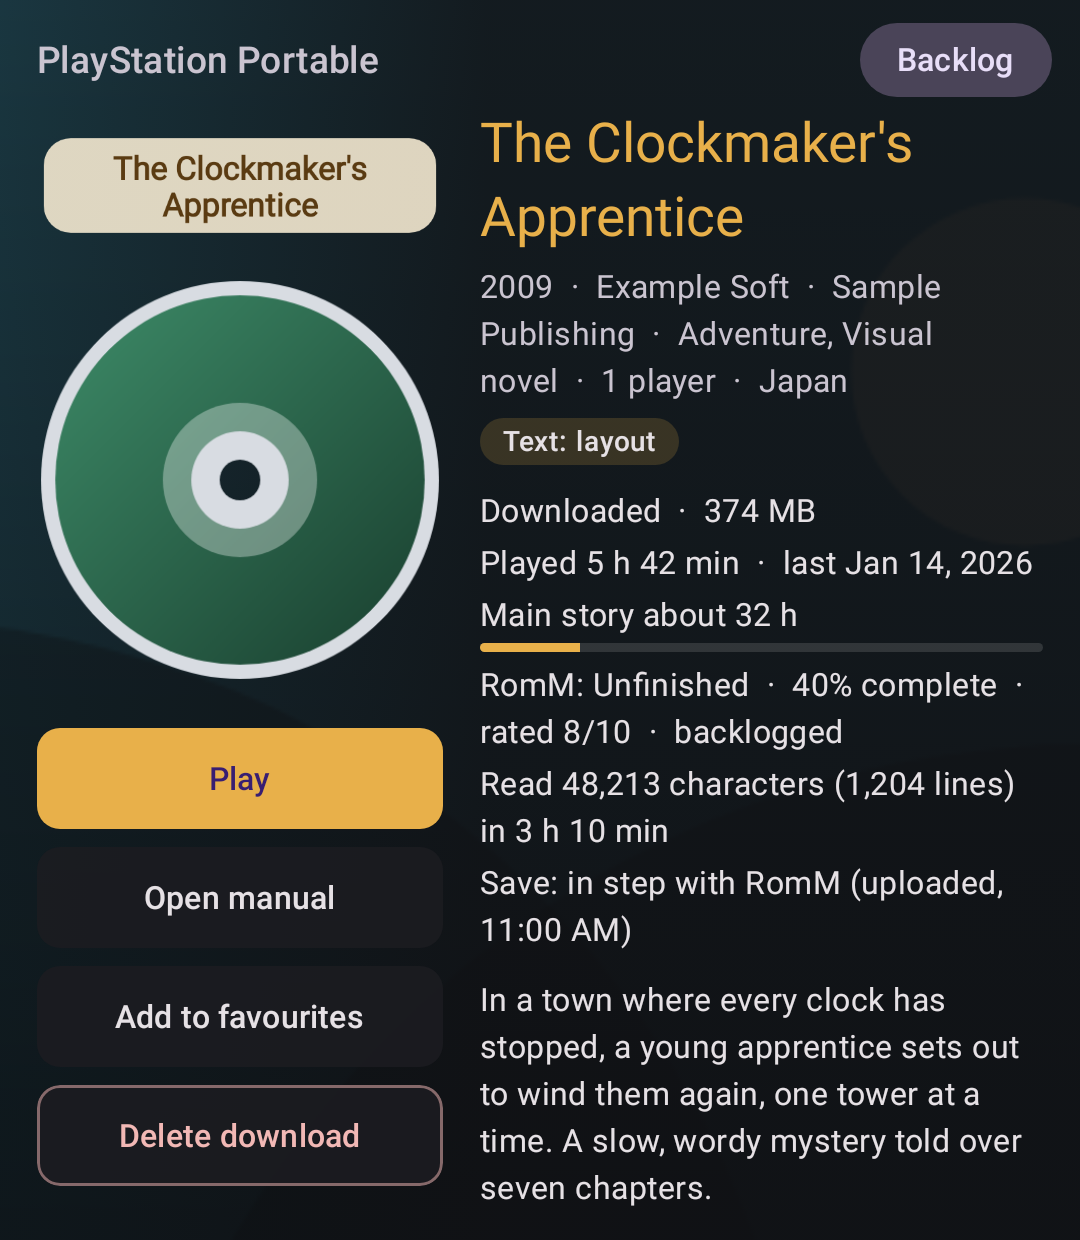 PlayStation Portable
Backlog
The Clockmaker's
Apprentice
The Clockmaker's
Apprentice
2009 · Example Soft · Sample
Publishing · Adventure, Visual
novel · 1 player · Japan
Text: layout
Downloaded · 374 MB
Played 5 h 42 min · last Jan 14, 2026
Main story about 32 h
RomM: Unfinished · 40% complete ·
rated 8/10 · backlogged
Read 48,213 characters (1,204 lines)
in 3 h 10 min
Save: in step with RomM (uploaded,
11:00 AM)
In a town where every clock has
stopped, a young apprentice sets out
to wind them again, one tower at a
time. A slow, wordy mystery told over
seven chapters.
Play
Open manual
Add to favourites
Delete download